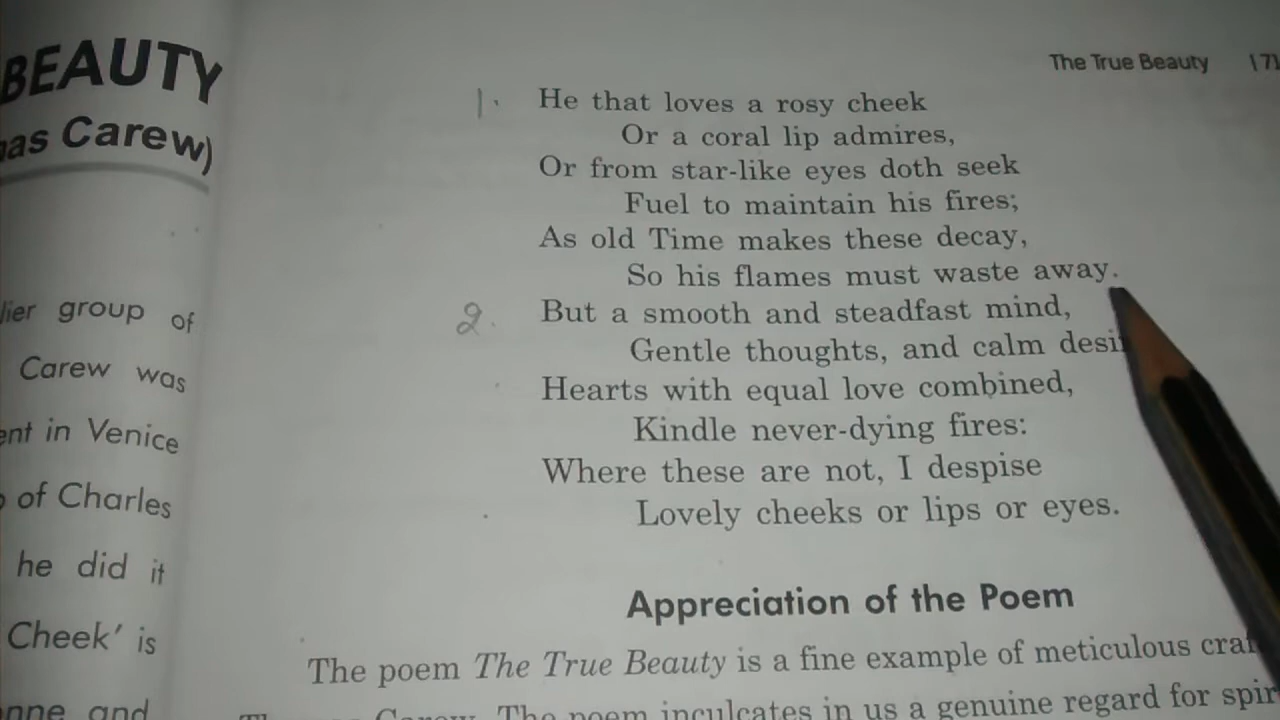 BEAUTY
as Carew)
lier group of
Carew was
ent in Venice
of Charles
he did it
Cheek' is
nne and
The True Beauty [7]
1. He that loves a rosy cheek
Or a coral lip admires,
Or from star-like eyes doth seek
Fuel to maintain his fires;
As old Time makes these decay,
So his flames must waste away.
2. But a smooth and steadfast mind,
Gentle thoughts, and calm desi
Hearts with equal love combined,
Kindle never-dying fires:
Where these are not, I despise
Lovely cheeks or lips or eyes.
Appreciation of the Poem
The poem The True Beauty is a fine example of meticulous cra
Carew. The poem inculcates in us a genuine regard for spir